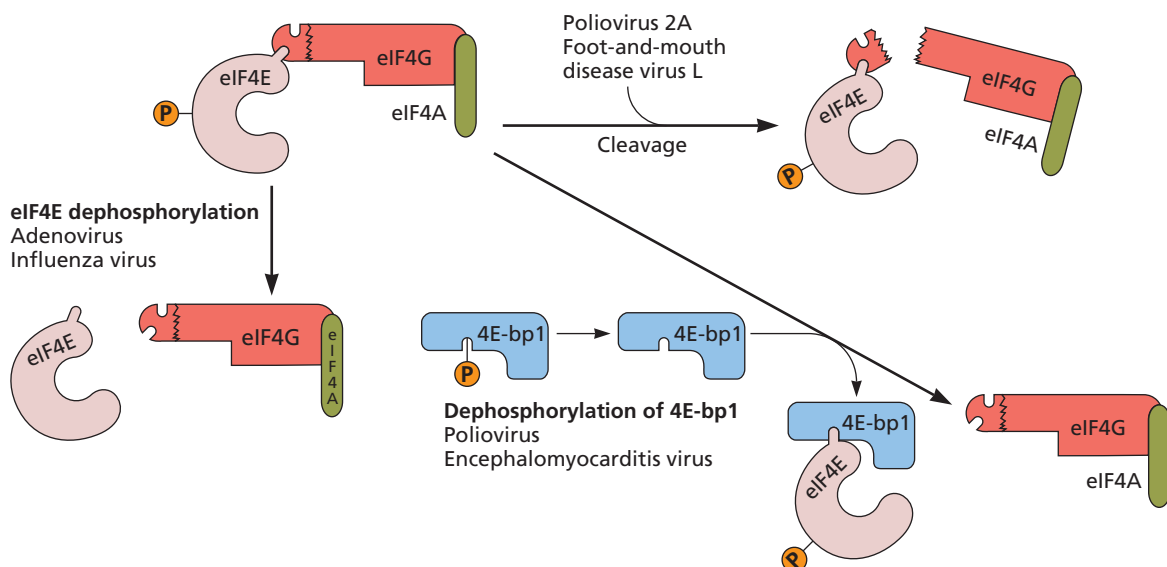 eIF4E
eIF4G
eIF4A
P
Poliovirus 2A
Foot-and-mouth
disease virus L
Cleavage
eIF4E
eIF4G
eIF4A
P
eIF4E dephosphorylation
Adenovirus
Influenza virus
eIF4E
eIF4G
eIF4A
4E-bp1
P
4E-bp1
Dephosphorylation of 4E-bp1
Poliovirus
Encephalomyocarditis virus
4E-bp1
eIF4E
P
eIF4G
eIF4A